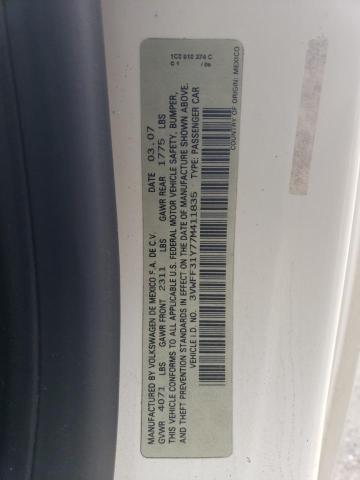 1C0 010 274 C
C 1 / 09
MANUFACTURED BY VOLKSWAGEN DE MEXICO S.A. DE C.V. DATE 03.07
GVWR 4071 LBS GAWR FRONT 2311 LBS GAWR REAR 1775 LBS
THIS VEHICLE CONFORMS TO ALL APPLICABLE U.S. FEDERAL MOTOR VEHICLE SAFETY, BUMPER,
AND THEFT PREVENTION STANDARDS IN EFFECT ON THE DATE OF MANUFACTURE SHOWN ABOVE.
VEHICLE I.D. NO. 3VWFF31Y77M411835 TYPE: PASSENGER CAR
COUNTRY OF ORIGIN: MEXICO